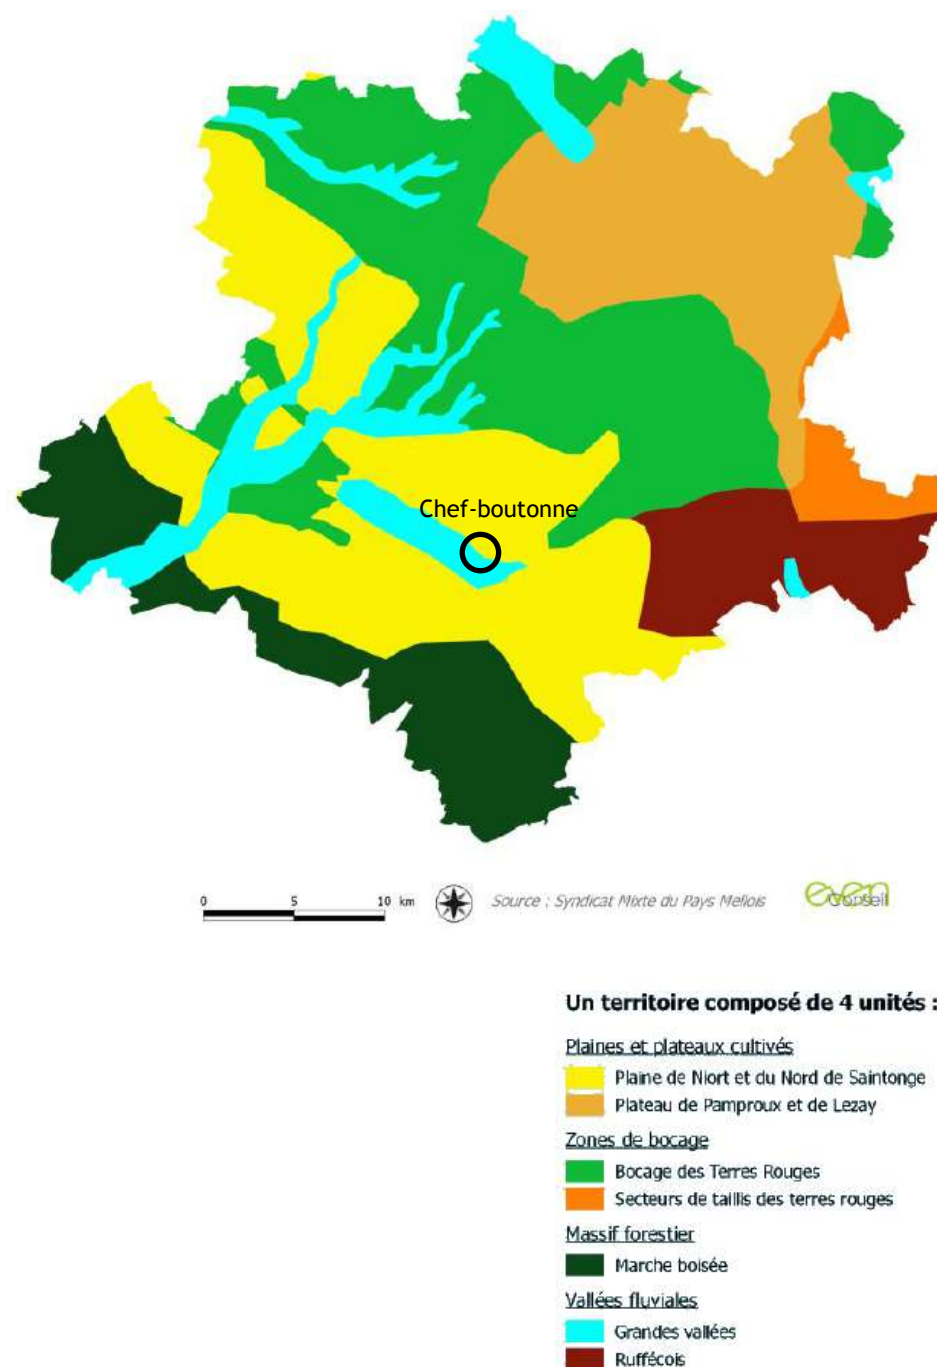 Chef-boutonne
0 5 10 km
Source : Syndicat Mixte du Pays Mellois
even
Conseil
Un territoire composé de 4 unités :
Plaines et plateaux cultivés
Plaine de Niort et du Nord de Saintonge
Plateau de Pamproux et de Lezay
Zones de bocage
Bocage des Terres Rouges
Secteurs de taillis des terres rouges
Massif forestier
Marche boisée
Vallées fluviales
Grandes vallées
Ruffécois